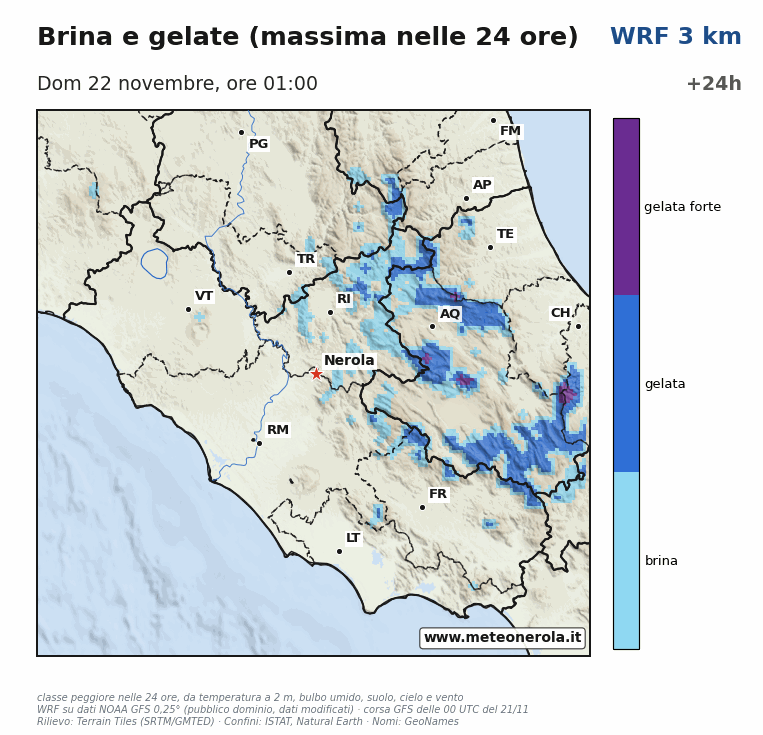 Brina e gelate (massima nelle 24 ore) WRF 3 km
Dom 22 novembre, ore 01:00 +24h
FM
PG
AP
TE
TR
VT
RI
AQ
CH
Nerola
RM
FR
LT
www.meteonerola.it
gelata forte
gelata
brina
classe peggiore nelle 24 ore, da temperatura a 2 m, bulbo umido, suolo, cielo e vento
WRF su dati NOAA GFS 0,25° (pubblico dominio, dati modificati) · corsa GFS delle 00 UTC del 21/11
Rilievo: Terrain Tiles (SRTM/GMTED) · Confini: ISTAT, Natural Earth · Nomi: GeoNames